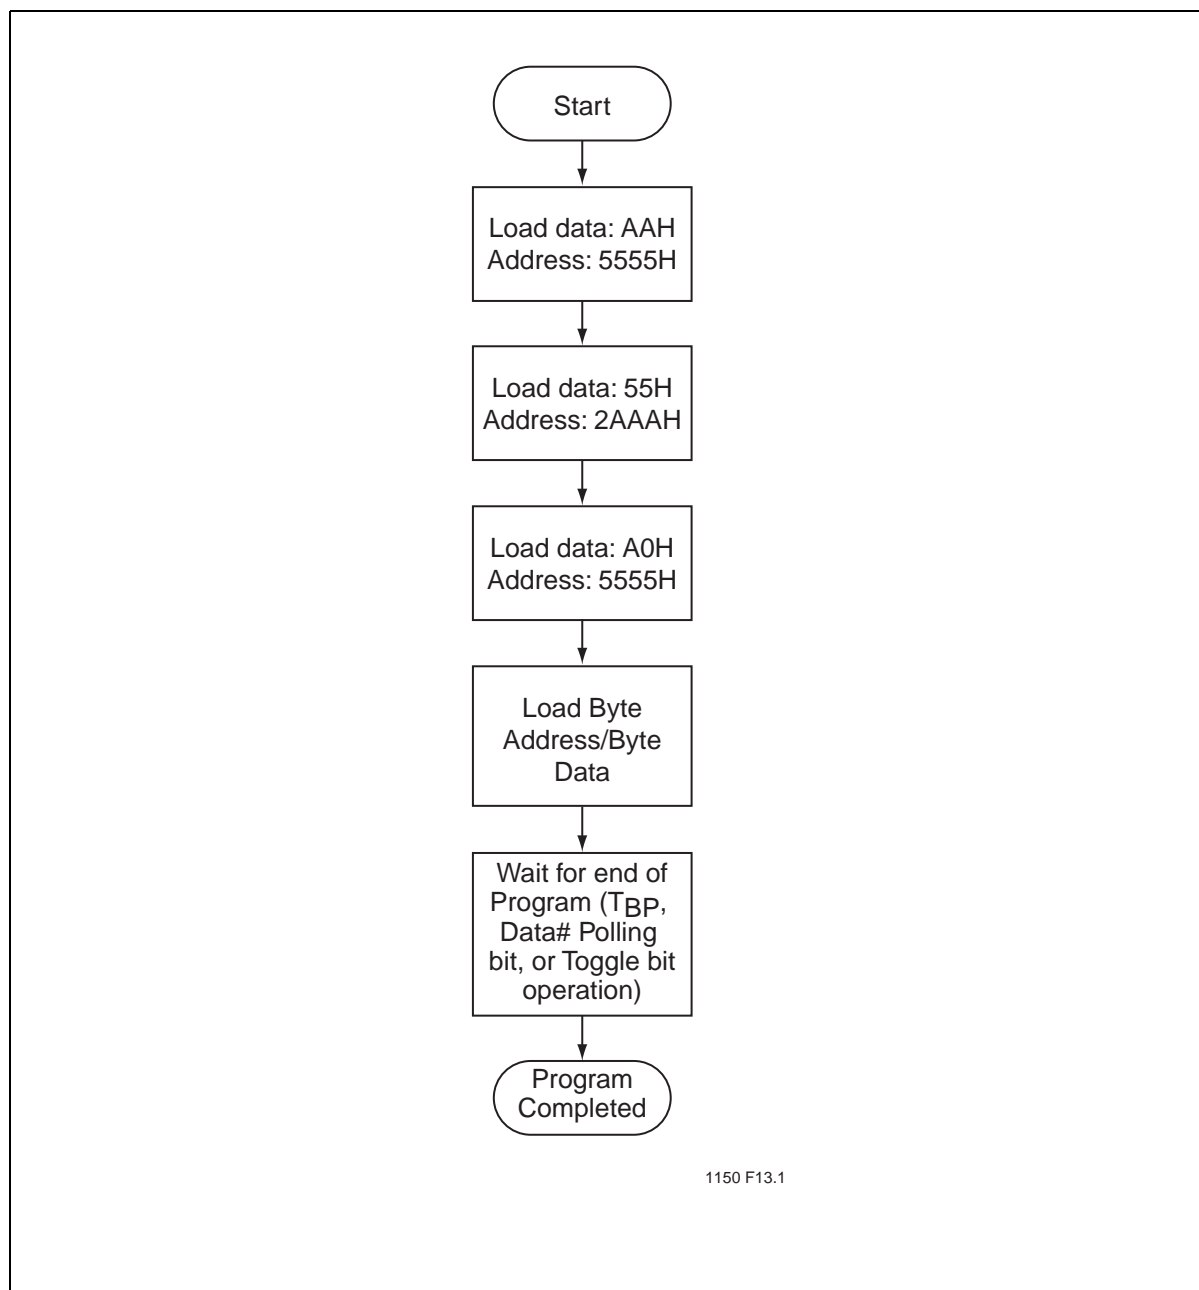 Start
Load data: AAH
Address: 5555H
Load data: 55H
Address: 2AAAH
Load data: A0H
Address: 5555H
Load Byte
Address/Byte
Data
Wait for end of
Program (TBP,
Data# Polling
bit, or Toggle bit
operation)
Program
Completed
1150 F13.1